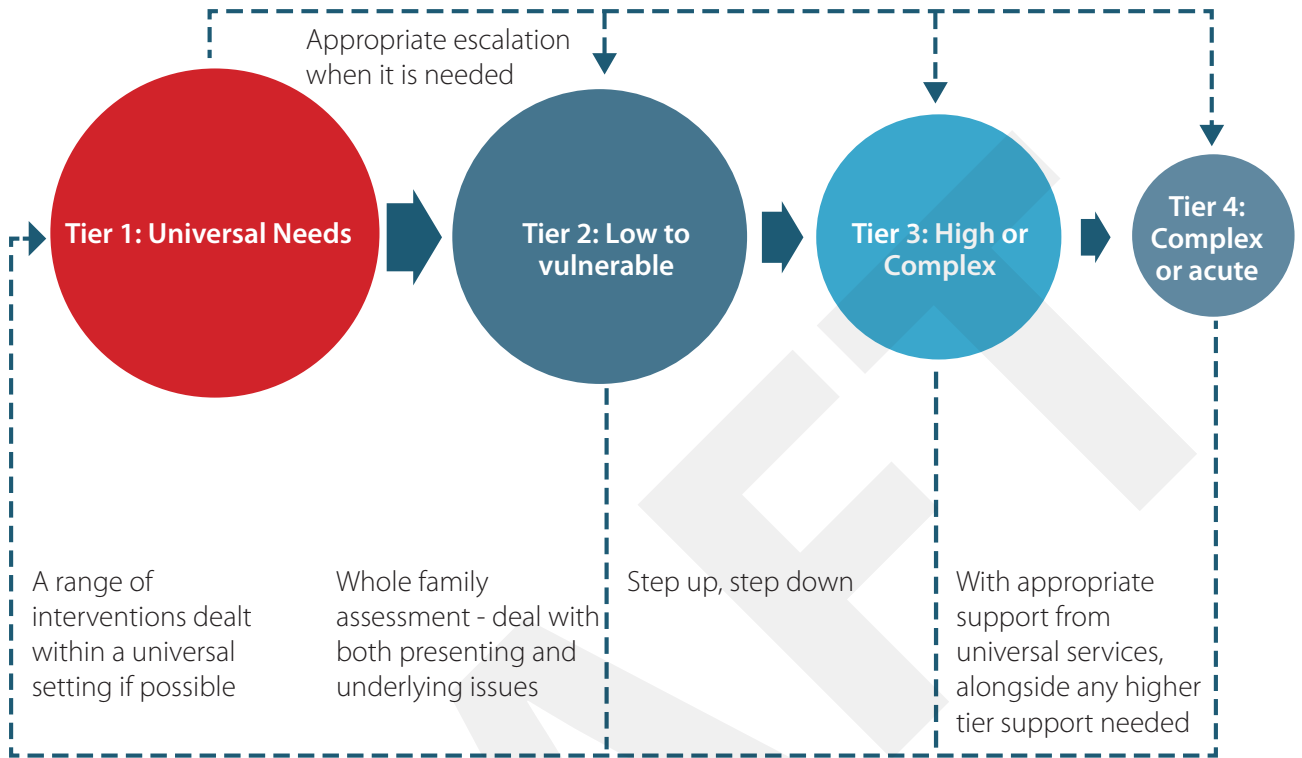 Appropriate escalation
when it is needed
Tier 1: Universal Needs
Tier 2: Low to
vulnerable
Tier 3: High or
Complex
Tier 4:
Complex
or acute
A range of
interventions dealt
within a universal
setting if possible
Whole family
assessment - deal with
both presenting and
underlying issues
Step up, step down
With appropriate
support from
universal services,
alongside any higher
tier support needed
AFT